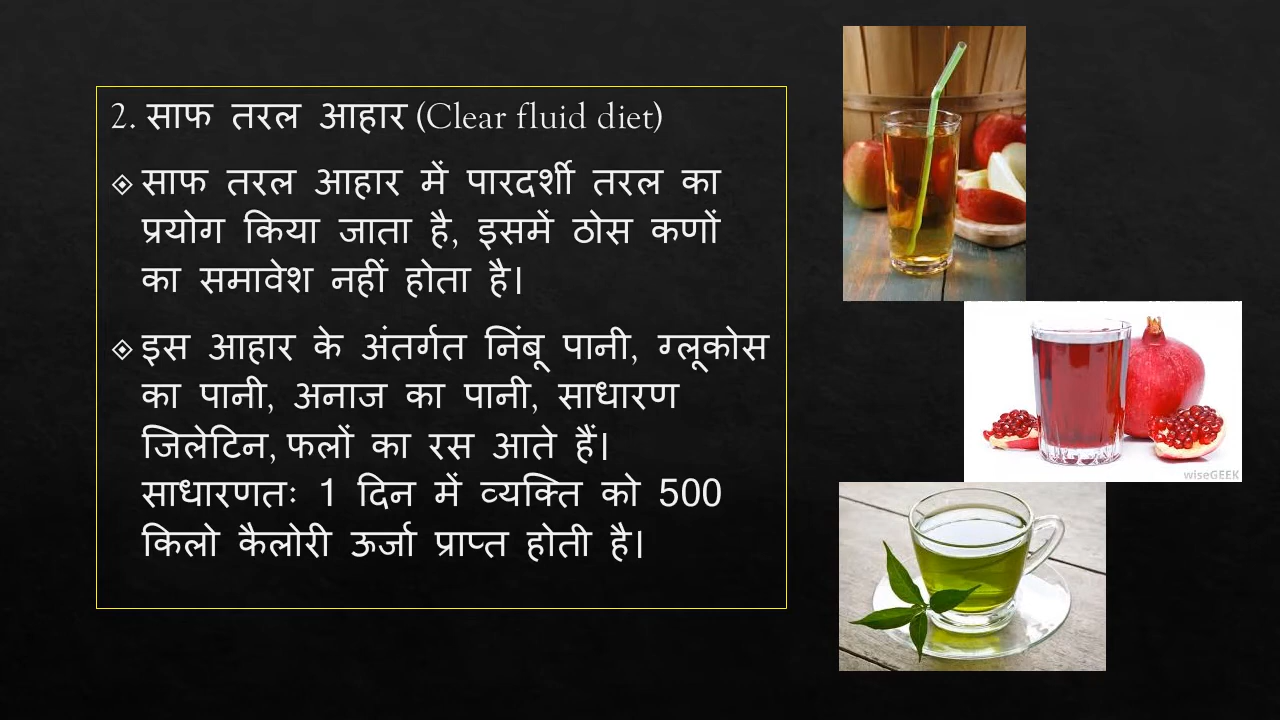 2. साफ तरल आहार (Clear fluid diet)
साफ तरल आहार में पारदर्शी तरल का
प्रयोग किया जाता है, इसमें ठोस कणों
का समावेश नहीं होता है।
इस आहार के अंतर्गत निंबू पानी, ग्लूकोस
का पानी, अनाज का पानी, साधारण
जिलेटिन, फलों का रस आते हैं।
साधारणतः 1 दिन में व्यक्ति को 500
किलो कैलोरी ऊर्जा प्राप्त होती है।
wiseGEEK